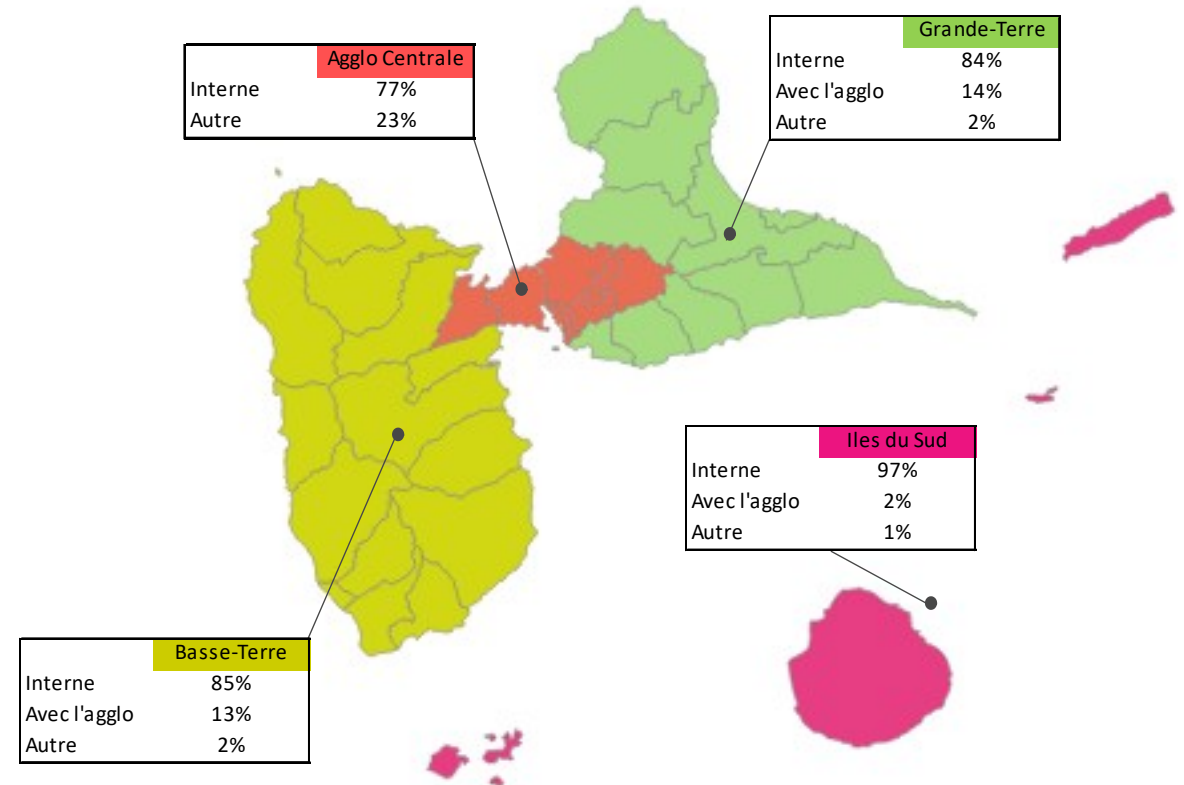 Agglo Centrale
Interne 77%
Autre 23%
Grande-Terre
Interne 84%
Avec l'agglo 14%
Autre 2%
Iles du Sud
Interne 97%
Avec l'agglo 2%
Autre 1%
Basse-Terre
Interne 85%
Avec l'agglo 13%
Autre 2%